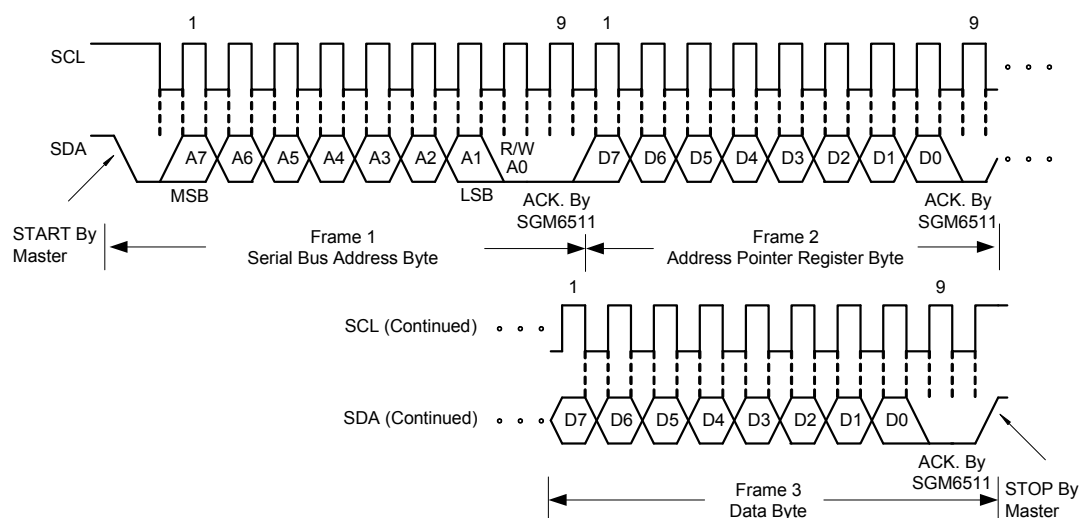 1 9 1 9
SCL
SDA
A7 A6 A5 A4 A3 A2 A1 R/W A0 D7 D6 D5 D4 D3 D2 D1 D0
MSB LSB
ACK. By SGM6511
ACK. By SGM6511
START By Master
Frame 1
Serial Bus Address Byte
Frame 2
Address Pointer Register Byte
1 9
SCL (Continued)
SDA (Continued)
D7 D6 D5 D4 D3 D2 D1 D0
ACK. By SGM6511
STOP By Master
Frame 3
Data Byte